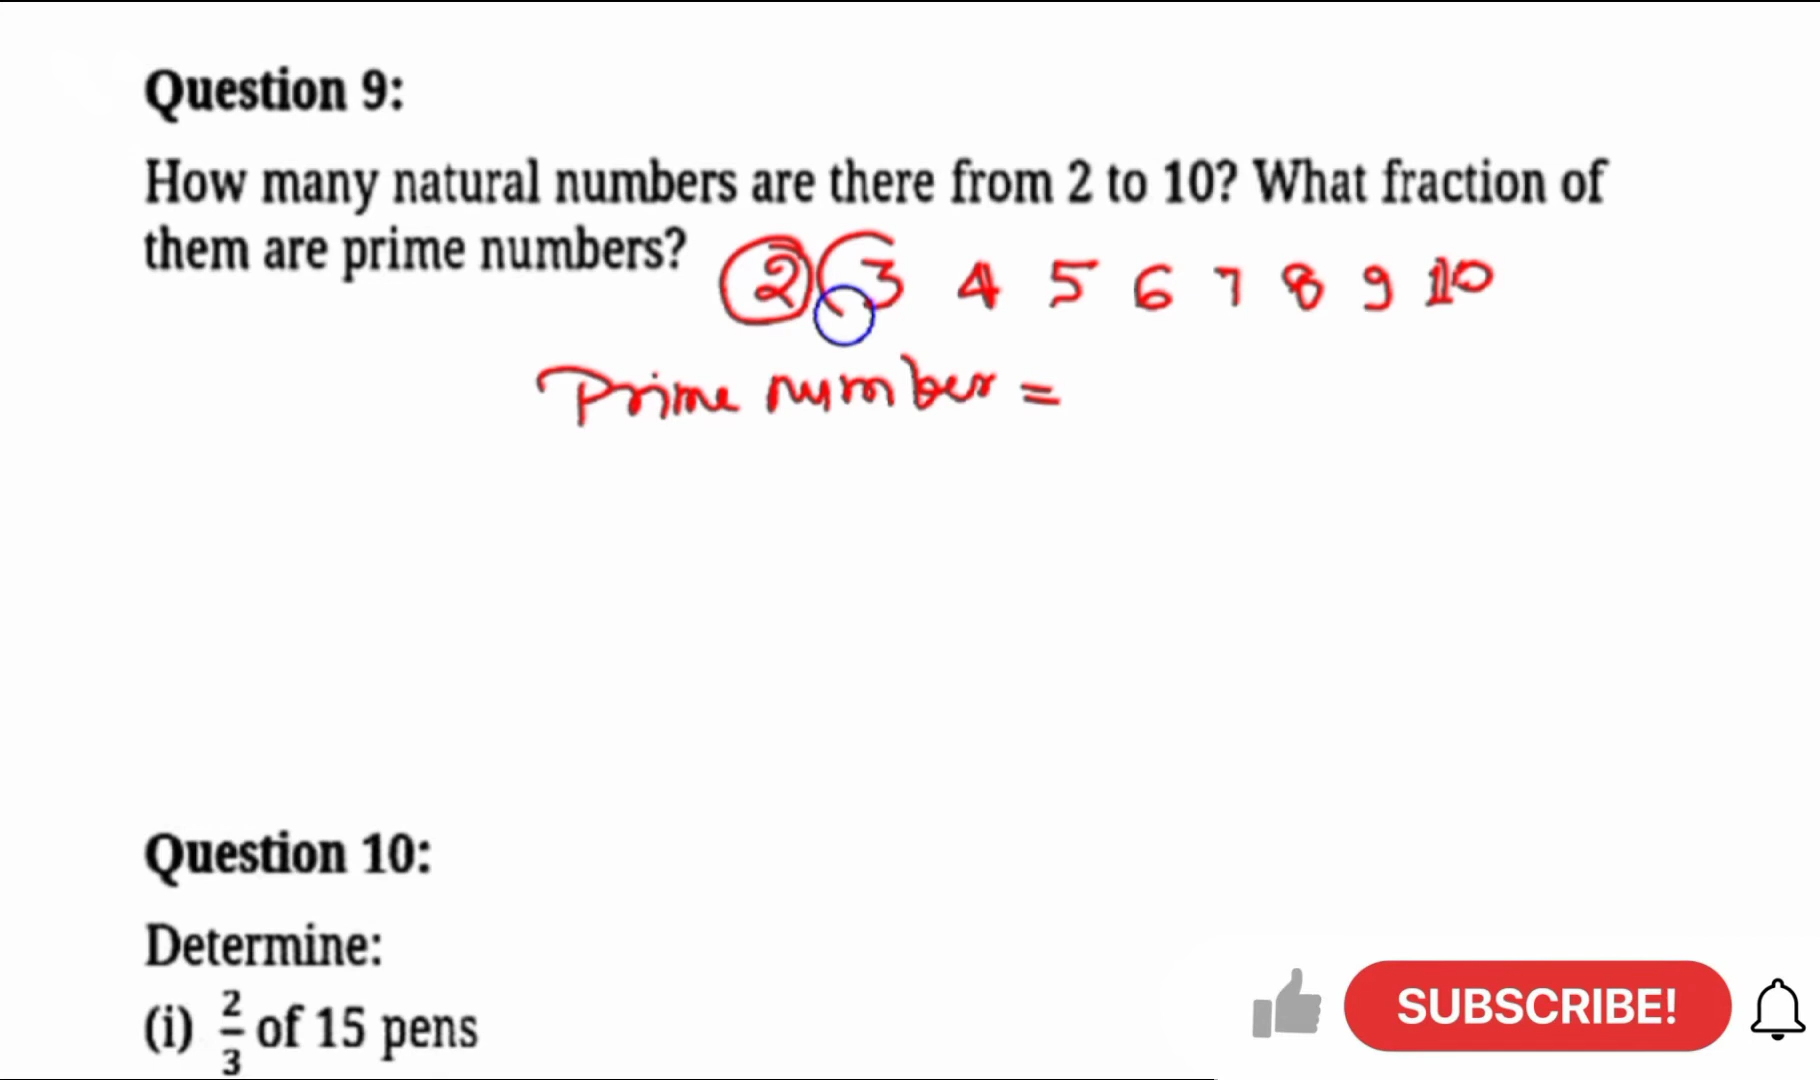 Question 9:
How many natural numbers are there from 2 to 10? What fraction of
them are prime numbers?
2 3 4 5 6 7 8 9 10
Prime number =
Question 10:
Determine:
(i) 2/3 of 15 pens
SUBSCRIBE!